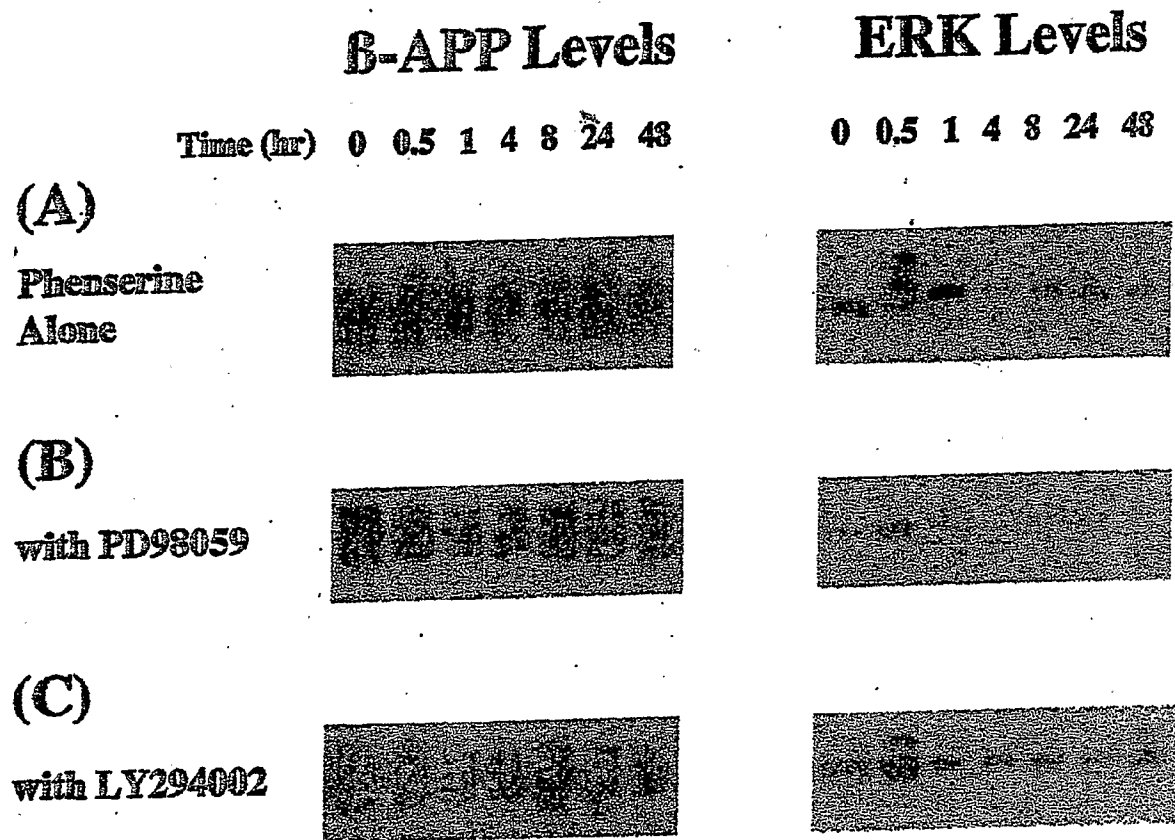 ß-APP Levels ERK Levels
Time (hr) 0 0.5 1 4 8 24 48 0 0.5 1 4 8 24 48
(A)
Phenserine
Alone
(B)
with PD98059
(C)
with LY294002